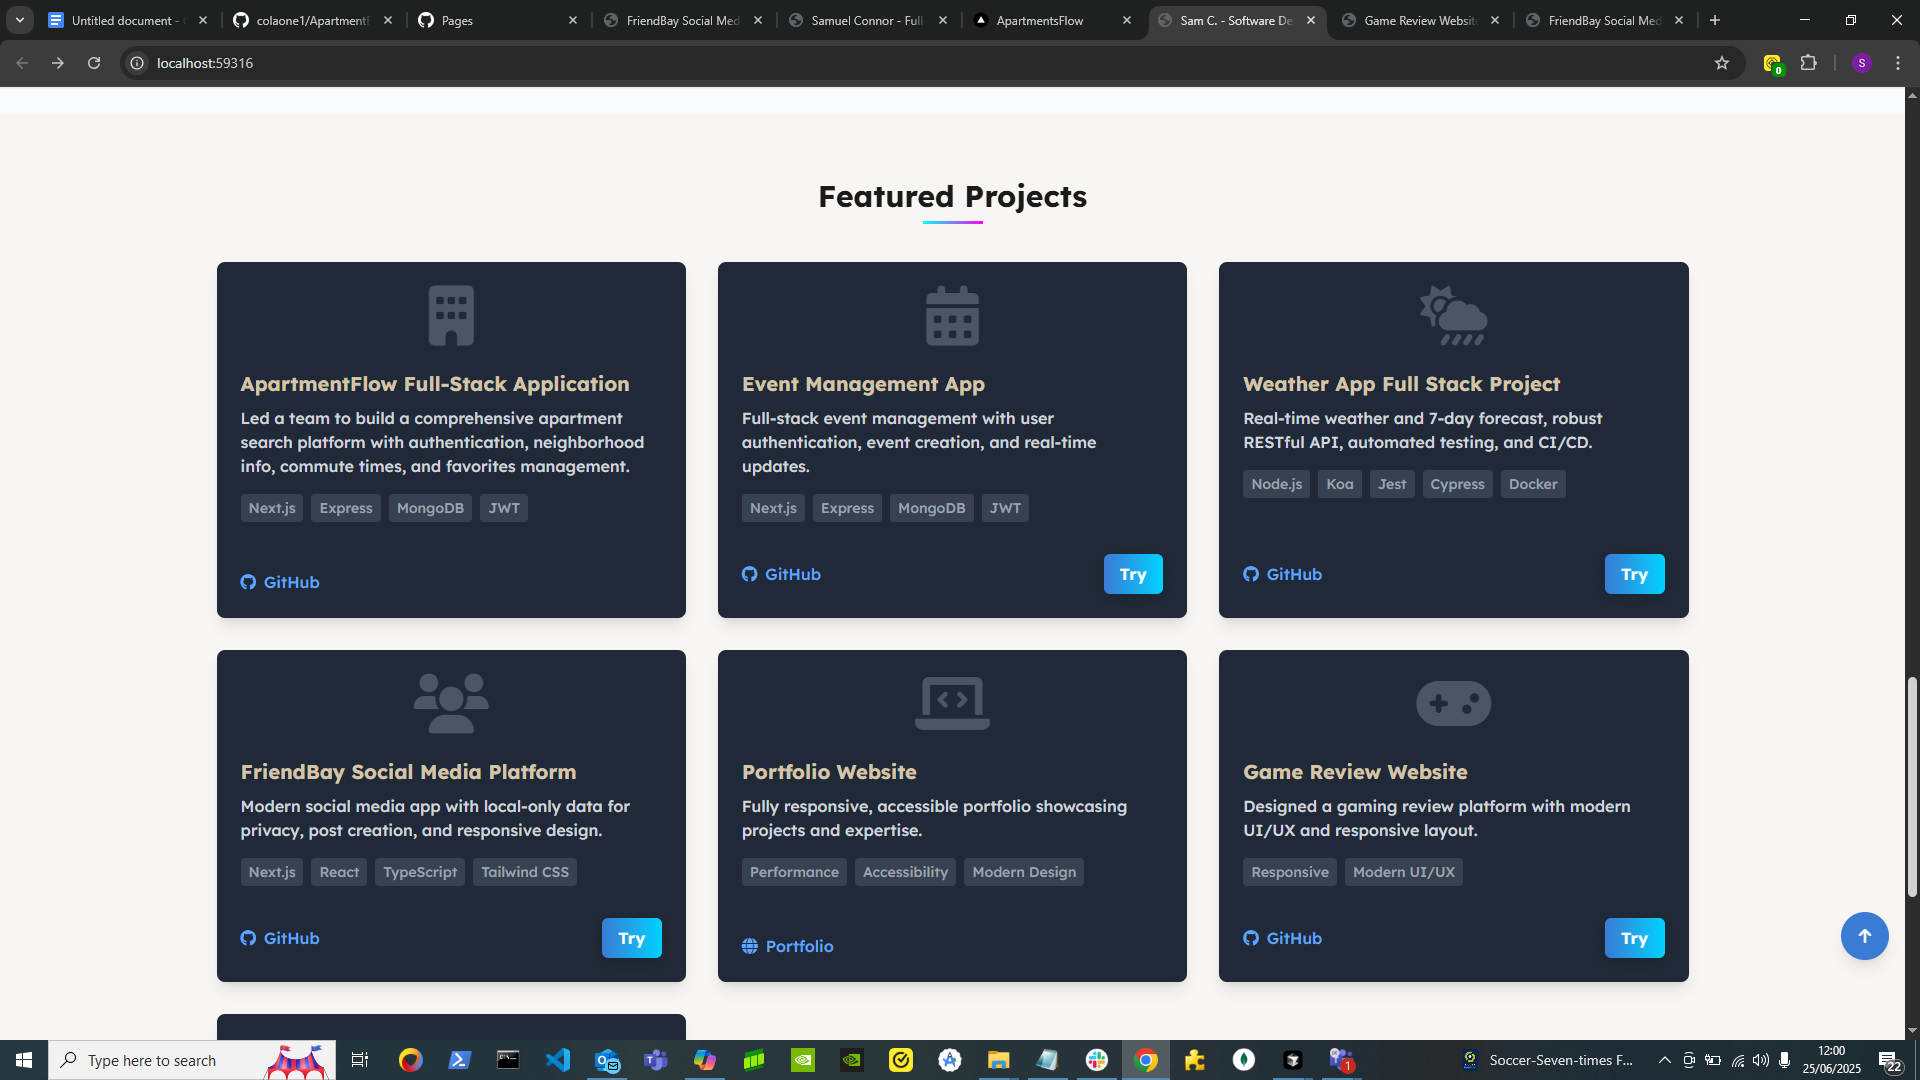 Untitled document - 
colaone1/Apartment
Pages
FriendBay Social Med
Samuel Connor - Full
ApartmentsFlow
Sam C. - Software De
Game Review Websit
FriendBay Social Med
localhost:59316
0
S
Featured Projects
ApartmentFlow Full-Stack Application
Led a team to build a comprehensive apartment
search platform with authentication, neighborhood
info, commute times, and favorites management.
Next.js Express MongoDB JWT
GitHub
Event Management App
Full-stack event management with user
authentication, event creation, and real-time
updates.
Next.js Express MongoDB JWT
GitHub
Try
Weather App Full Stack Project
Real-time weather and 7-day forecast, robust
RESTful API, automated testing, and CI/CD.
Node.js Koa Jest Cypress Docker
GitHub
Try
FriendBay Social Media Platform
Modern social media app with local-only data for
privacy, post creation, and responsive design.
Next.js React TypeScript Tailwind CSS
GitHub
Try
Portfolio Website
Fully responsive, accessible portfolio showcasing
projects and expertise.
Performance Accessibility Modern Design
Portfolio
Game Review Website
Designed a gaming review platform with modern
UI/UX and responsive layout.
Responsive Modern UI/UX
GitHub
Try
Type here to search
1
Soccer-Seven-times F...
12:00
25/06/2025
22